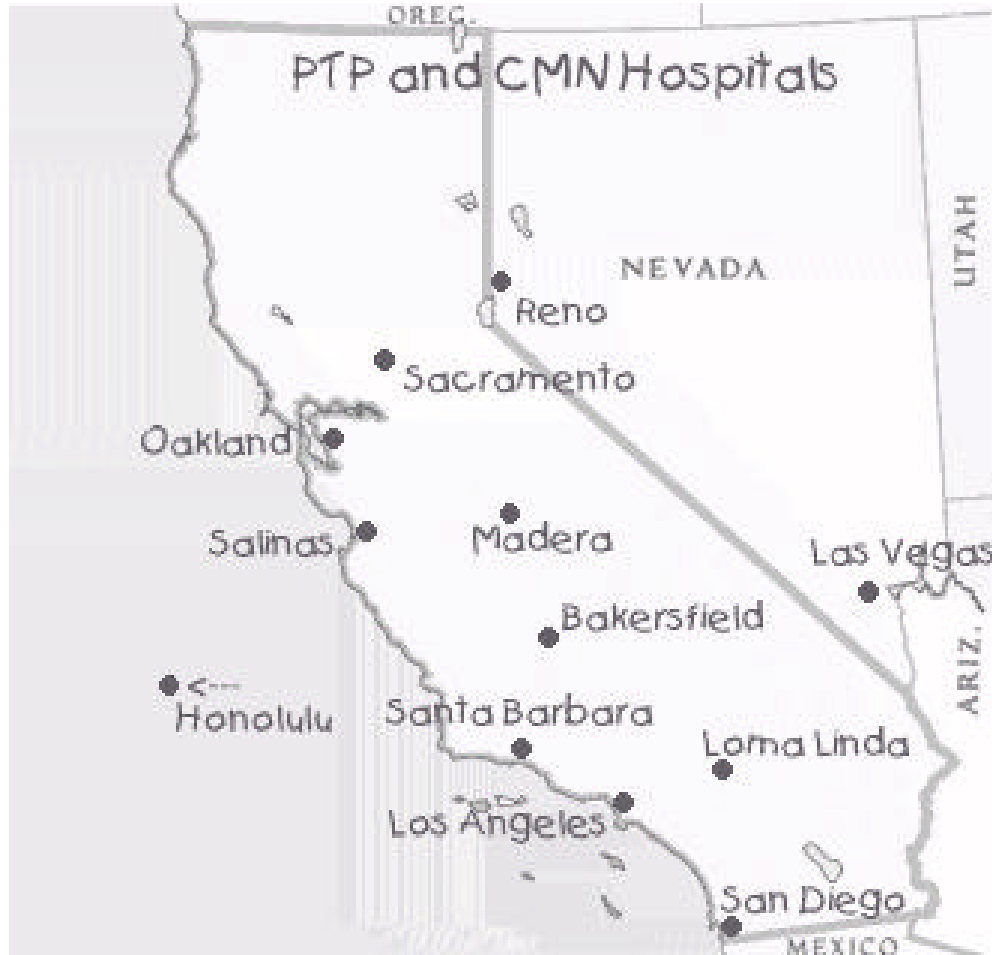 OREG.
PTP and CMN Hospitals
UTAH
NEVADA
Reno
Sacramento
Oakland
Salinas
Madera
Las Vegas
Bakersfield
ARIZ.
<---
Honolulu
Santa Barbara
Loma Linda
Los Angeles
San Diego
MEXICO